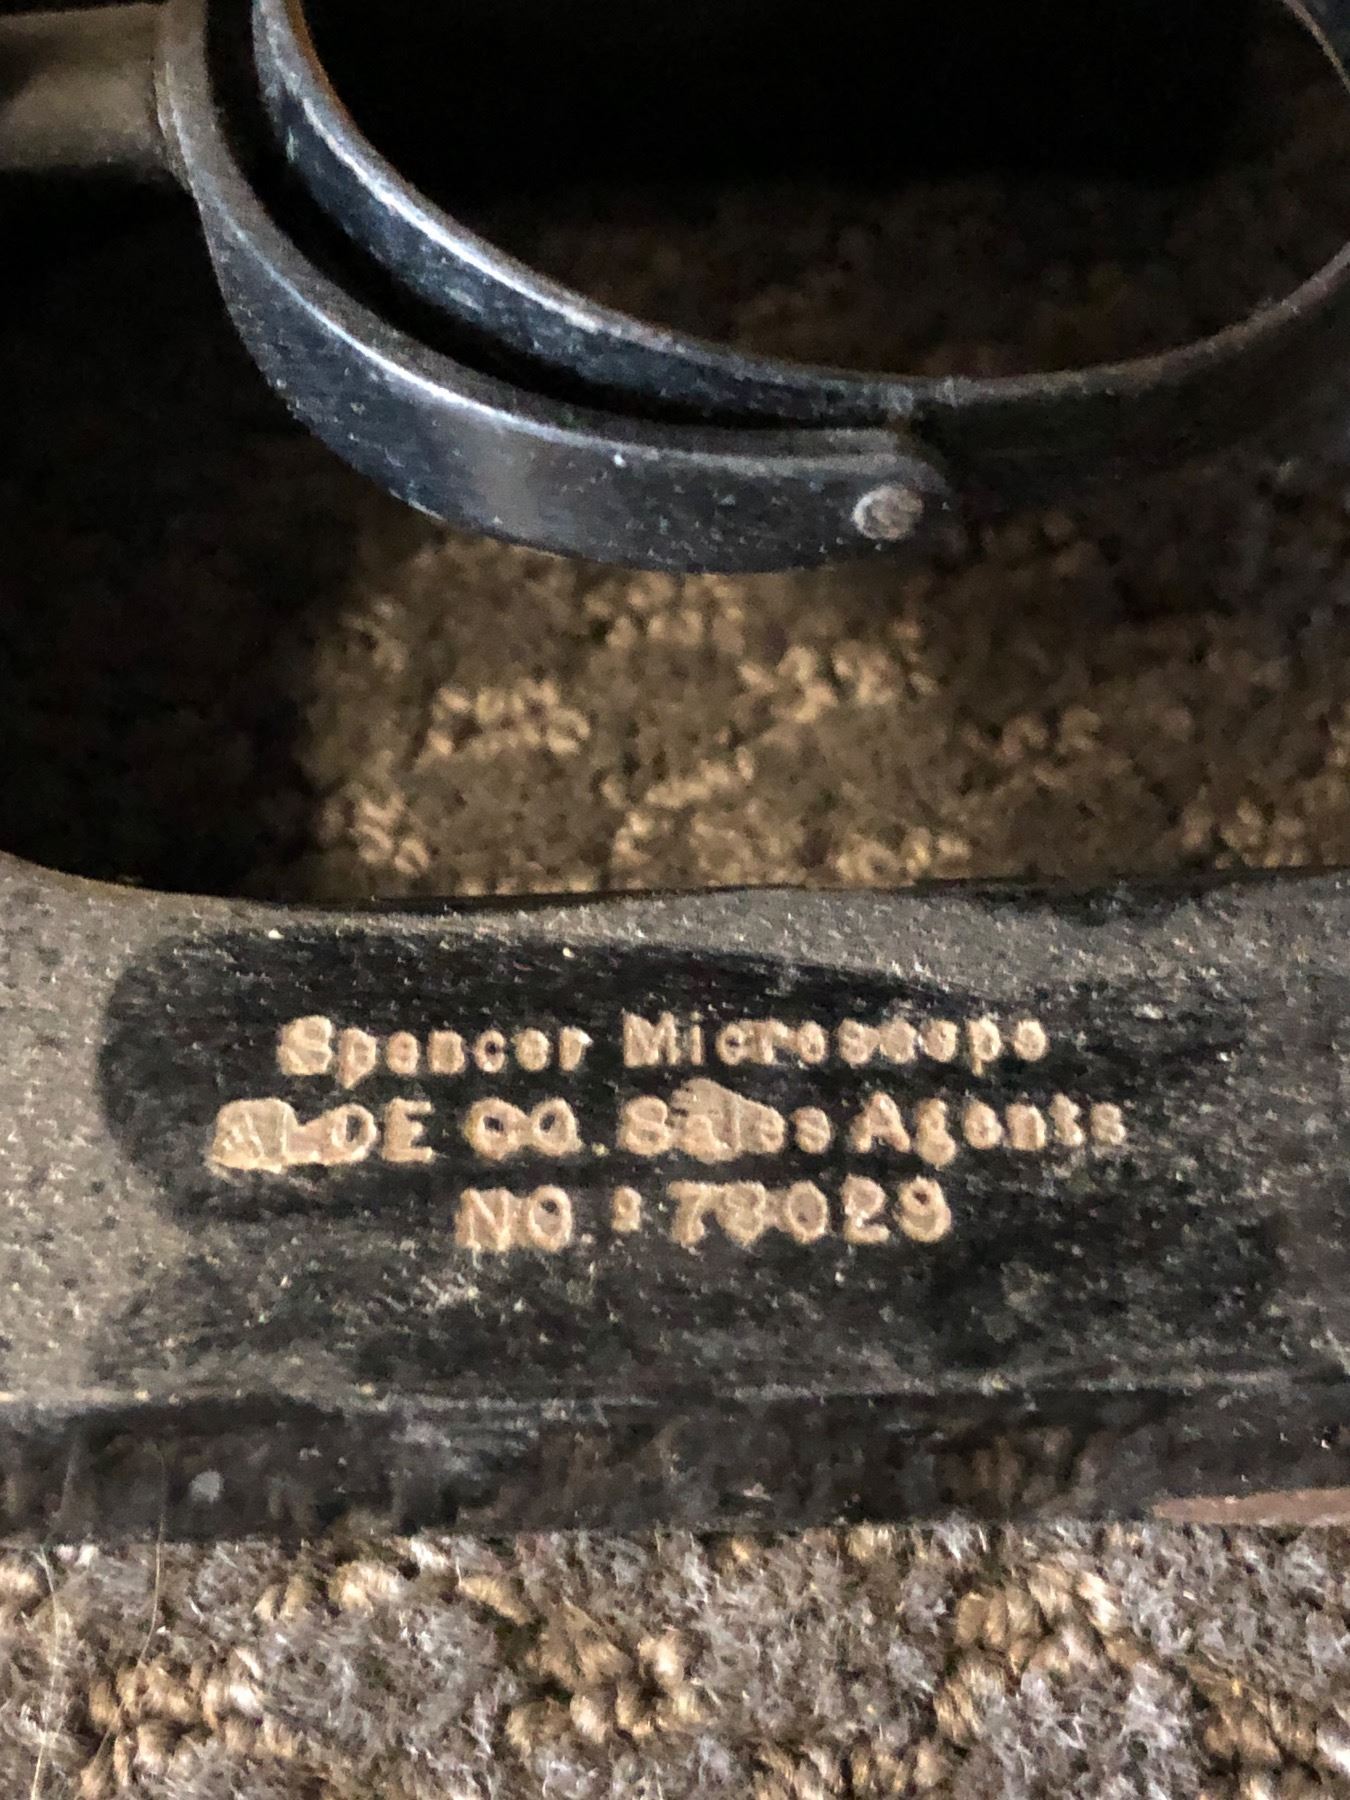 Spencer Microscope
ALOE CO. Sales Agents
NO.: 78029